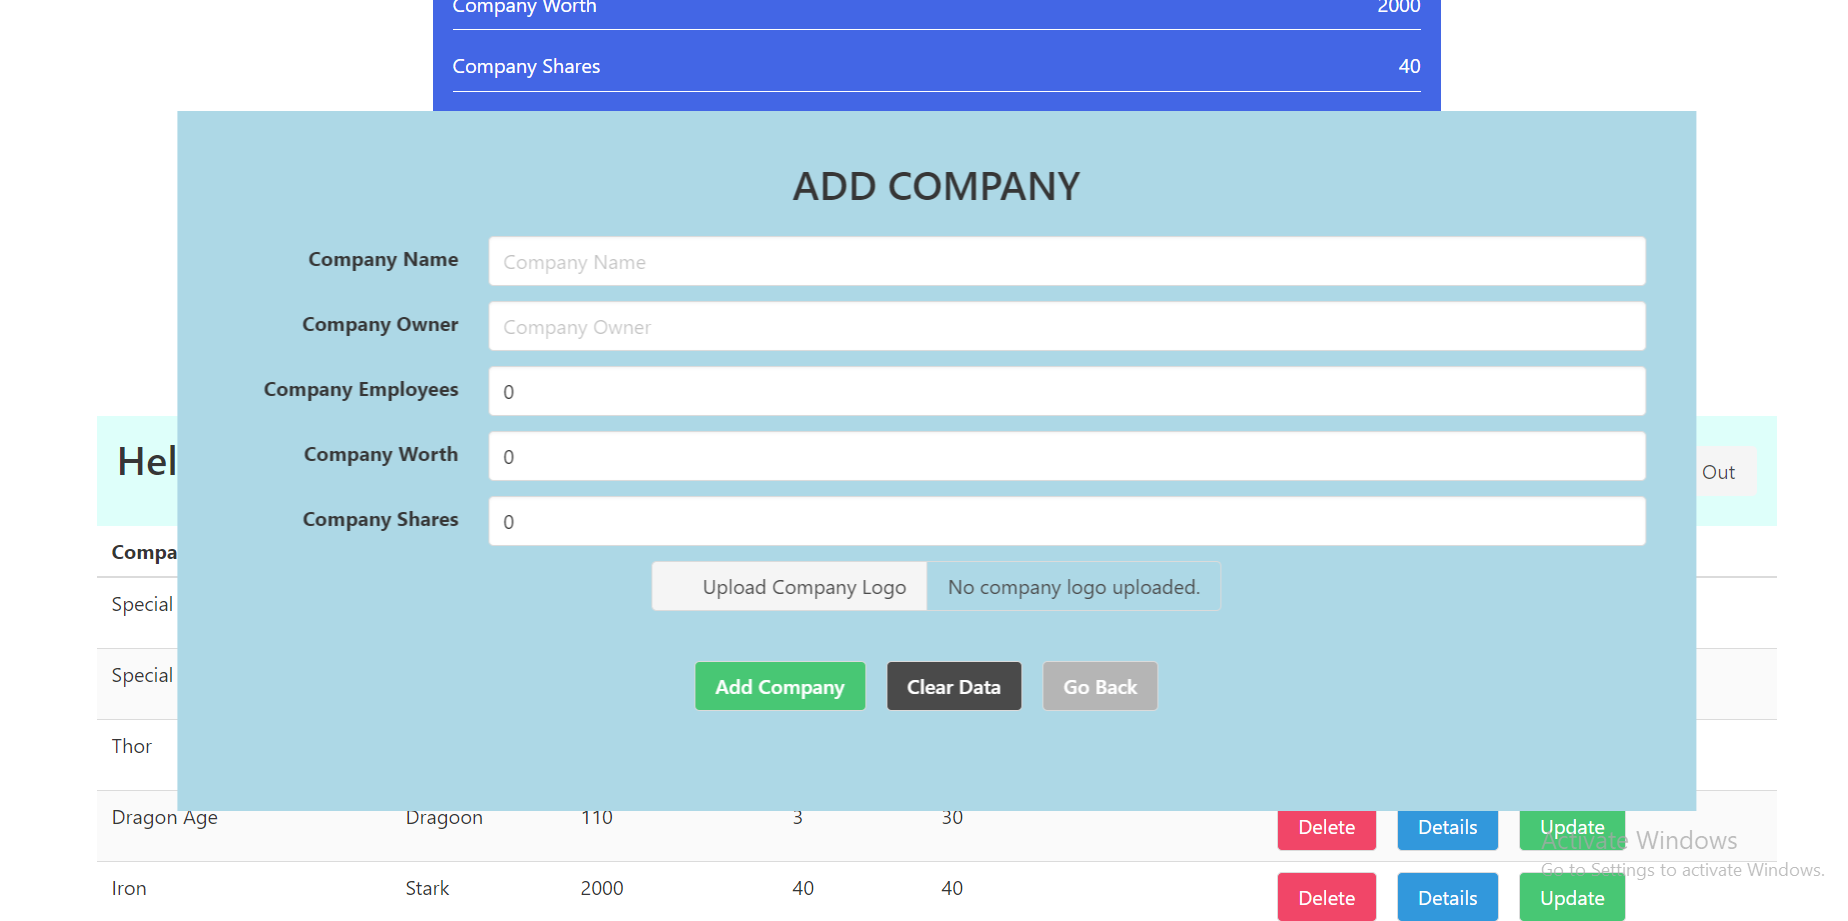 Company Worth 2000
Company Shares 40
ADD COMPANY
Company Name Company Name
Company Owner Company Owner
Company Employees 0
Company Worth 0
Company Shares 0
Upload Company Logo No company logo uploaded.
Add Company Clear Data Go Back
Hel
Out
Compa
Special
Special
Thor
Dragon Age Dragoon 110 3 30 Delete Details Update
Iron Stark 2000 40 40 Delete Details Update
Activate Windows
Go to Settings to activate Windows.